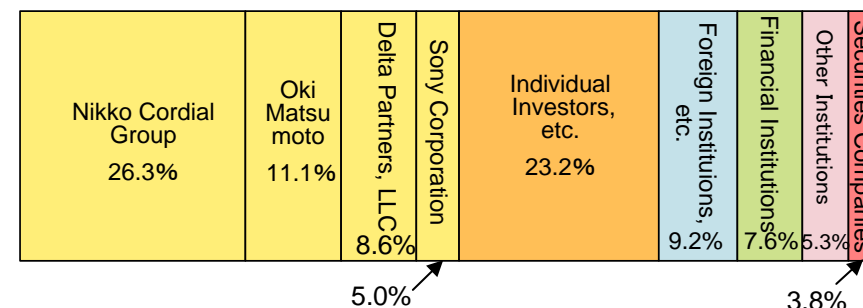 Nikko Cordial
Group
26.3%
Oki
Matsu
moto
11.1%
Delta Partners, LLC
8.6%
Sony Corporation
5.0%
Individual
Investors,
etc.
23.2%
Foreign Instituions,
etc.
9.2%
Financial Institutions
7.6%
Other Institutions
5.3%
Securities Companies
3.8%